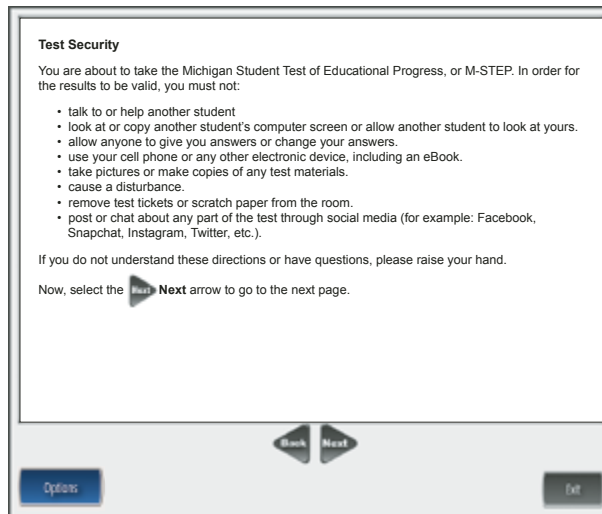 Test Security
You are about to take the Michigan Student Test of Educational Progress, or M-STEP. In order for
the results to be valid, you must not:
• talk to or help another student
• look at or copy another student's computer screen or allow another student to look at yours.
• allow anyone to give you answers or change your answers.
• use your cell phone or any other electronic device, including an eBook.
• take pictures or make copies of any test materials.
• cause a disturbance.
• remove test tickets or scratch paper from the room.
• post or chat about any part of the test through social media (for example: Facebook,
Snapchat, Instagram, Twitter, etc.).
If you do not understand these directions or have questions, please raise your hand.
Now, select the Next Next arrow to go to the next page.
Back Next
Options Exit